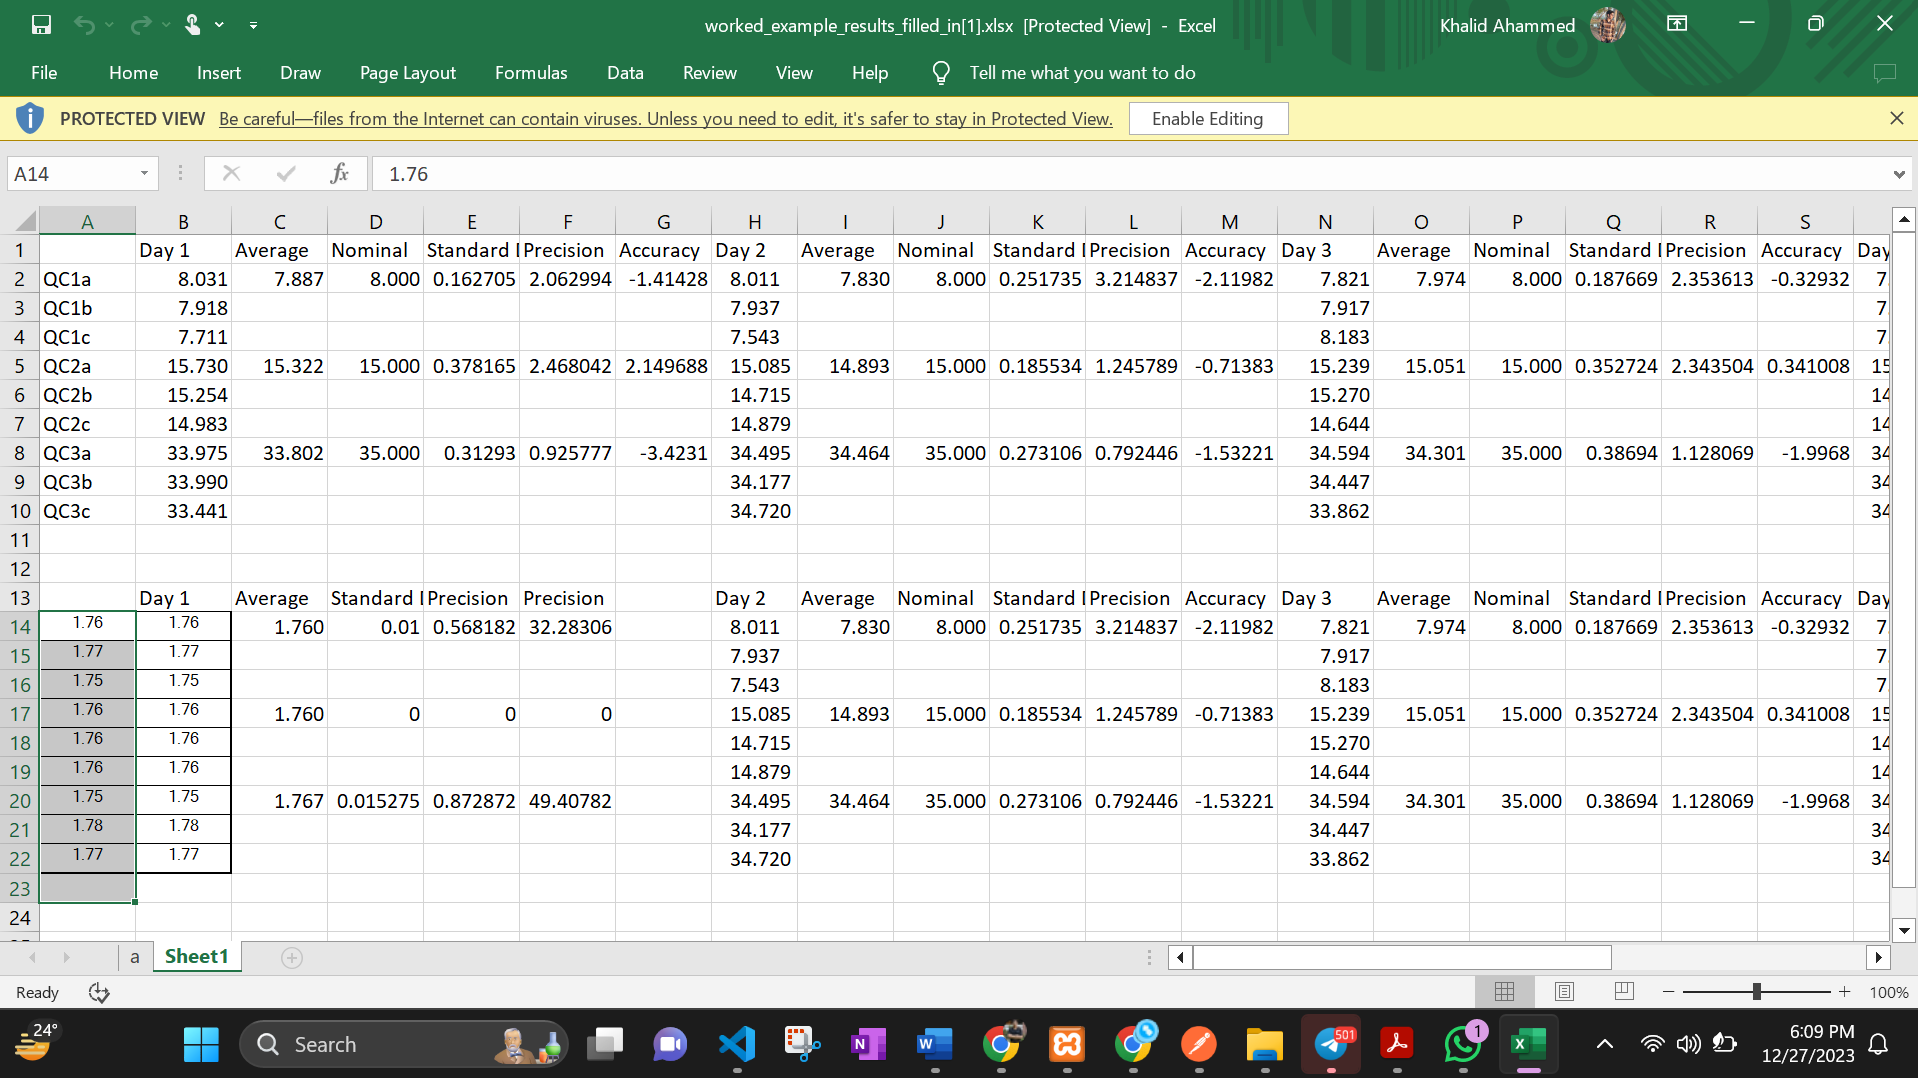 worked_example_results_filled_in[1].xlsx  [Protected View]  -  Excel
Khalid Ahammed
File Home Insert Draw Page Layout Formulas Data Review View Help Tell me what you want to do
PROTECTED VIEW Be careful—files from the Internet can contain viruses. Unless you need to edit, it's safer to stay in Protected View. Enable Editing
A14 fx 1.76
A B C D E F G H I J K L M N O P Q R S
1 Day 1 Average Nominal Standard Precision Accuracy Day 2 Average Nominal Standard Precision Accuracy Day 3 Average Nominal Standard Precision Accuracy Day
2 QC1a 8.031 7.887 8.000 0.162705 2.062994 -1.41428 8.011 7.830 8.000 0.251735 3.214837 -2.11982 7.821 7.974 8.000 0.187669 2.353613 -0.32932 7.
3 QC1b 7.918 7.937 7.917 7.
4 QC1c 7.711 7.543 8.183 7.
5 QC2a 15.730 15.322 15.000 0.378165 2.468042 2.149688 15.085 14.893 15.000 0.185534 1.245789 -0.71383 15.239 15.051 15.000 0.352724 2.343504 0.341008 15
6 QC2b 15.254 14.715 15.270 14
7 QC2c 14.983 14.879 14.644 14
8 QC3a 33.975 33.802 35.000 0.31293 0.925777 -3.4231 34.495 34.464 35.000 0.273106 0.792446 -1.53221 34.594 34.301 35.000 0.38694 1.128069 -1.9968 34
9 QC3b 33.990 34.177 34.447 34
10 QC3c 33.441 34.720 33.862 34
11
12
13 Day 1 Average Standard Precision Precision Day 2 Average Nominal Standard Precision Accuracy Day 3 Average Nominal Standard Precision Accuracy Day
14 1.76 1.76 1.760 0.01 0.568182 32.28306 8.011 7.830 8.000 0.251735 3.214837 -2.11982 7.821 7.974 8.000 0.187669 2.353613 -0.32932 7.
15 1.77 1.77 7.937 7.917 7.
16 1.75 1.75 7.543 8.183 7.
17 1.76 1.76 1.760 0 0 0 15.085 14.893 15.000 0.185534 1.245789 -0.71383 15.239 15.051 15.000 0.352724 2.343504 0.341008 15
18 1.76 1.76 14.715 15.270 14
19 1.76 1.76 14.879 14.644 14
20 1.75 1.75 1.767 0.015275 0.872872 49.40782 34.495 34.464 35.000 0.273106 0.792446 -1.53221 34.594 34.301 35.000 0.38694 1.128069 -1.9968 34
21 1.78 1.78 34.177 34.447 34
22 1.77 1.77 34.720 33.862 34
23
24
a Sheet1
Ready 100%
24° Search N W 501 1 X 6:09 PM
12/27/2023